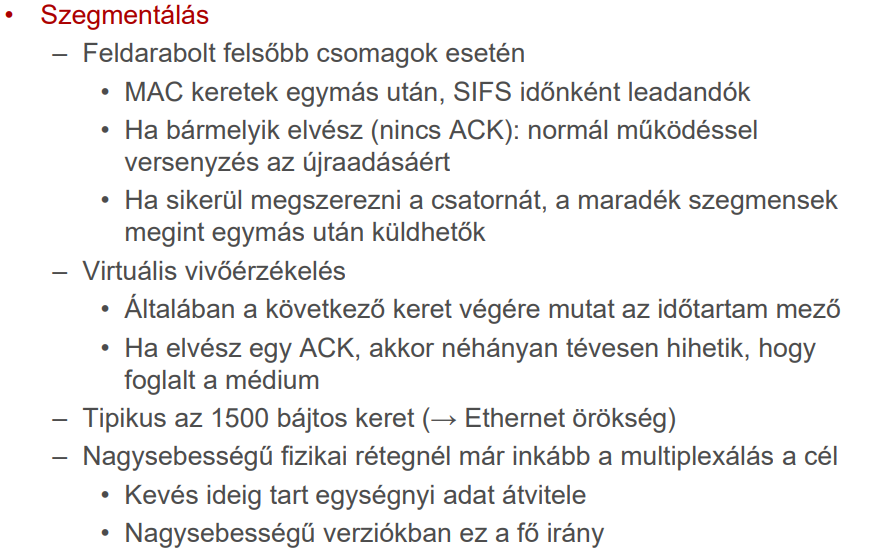 • Szegmentálás
– Feldarabolt felsőbb csomagok esetén
• MAC keretek egymás után, SIFS időnként leadandók
• Ha bármelyik elvész (nincs ACK): normál működéssel
versenyzés az újraadásáért
• Ha sikerül megszerezni a csatornát, a maradék szegmensek
megint egymás után küldhetők
– Virtuális vivőérzékelés
• Általában a következő keret végére mutat az időtartam mező
• Ha elvész egy ACK, akkor néhányan tévesen hihetik, hogy
foglalt a médium
– Tipikus az 1500 bájtos keret (→ Ethernet örökség)
– Nagysebességű fizikai rétegnél már inkább a multiplexálás a cél
• Kevés ideig tart egységnyi adat átvitele
• Nagysebességű verziókban ez a fő irány